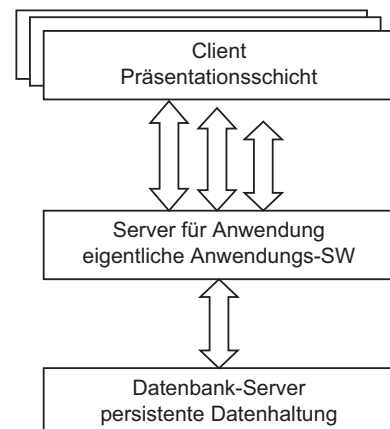 Client
Präsentationsschicht
Server für Anwendung
eigentliche Anwendungs-SW
Datenbank-Server
persistente Datenhaltung